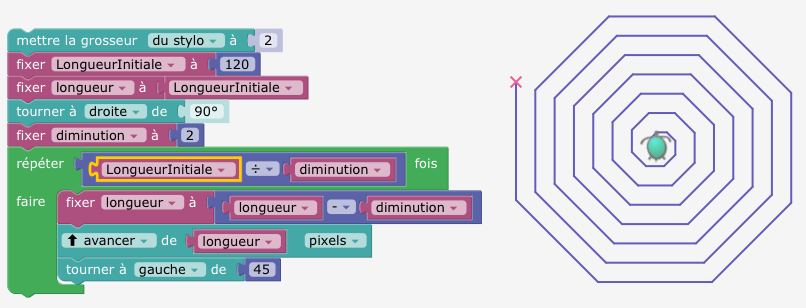 mettre la grosseur du stylo à 2
fixer LongueurInitiale à 120
fixer longueur à LongueurInitiale
tourner à droite de 90°
fixer diminution à 2
répéter LongueurInitiale ÷ diminution fois
faire fixer longueur à longueur - diminution
avancer de longueur pixels
tourner à gauche de 45